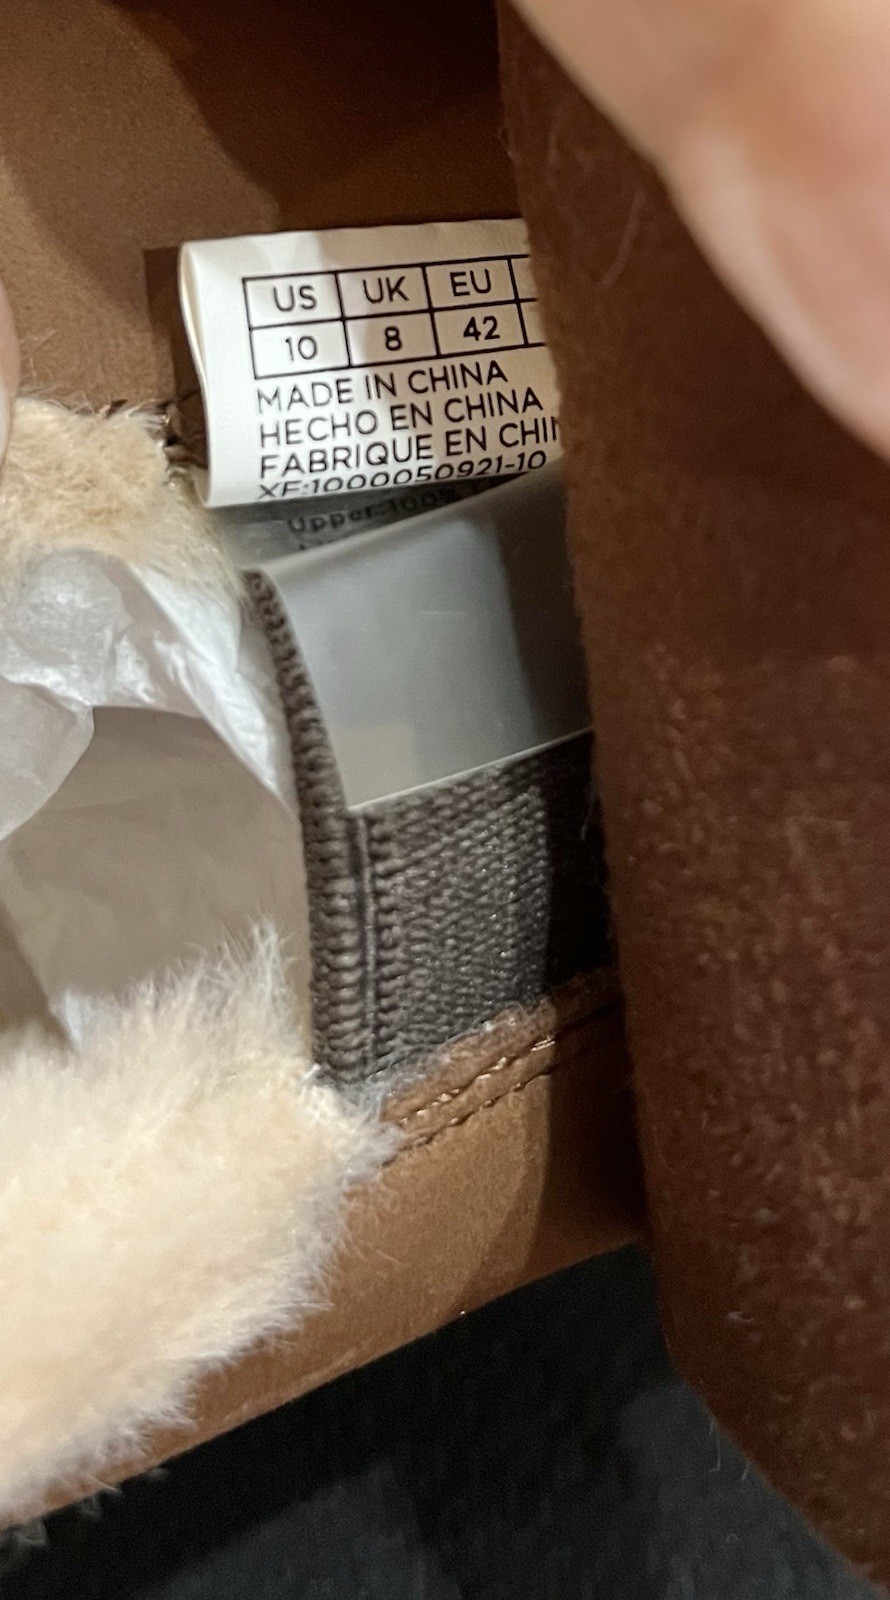 US UK EU
10 8 42
MADE IN CHINA
HECHO EN CHINA
FABRIQUE EN CHIN
XF:1000050921-10
Upper:100%